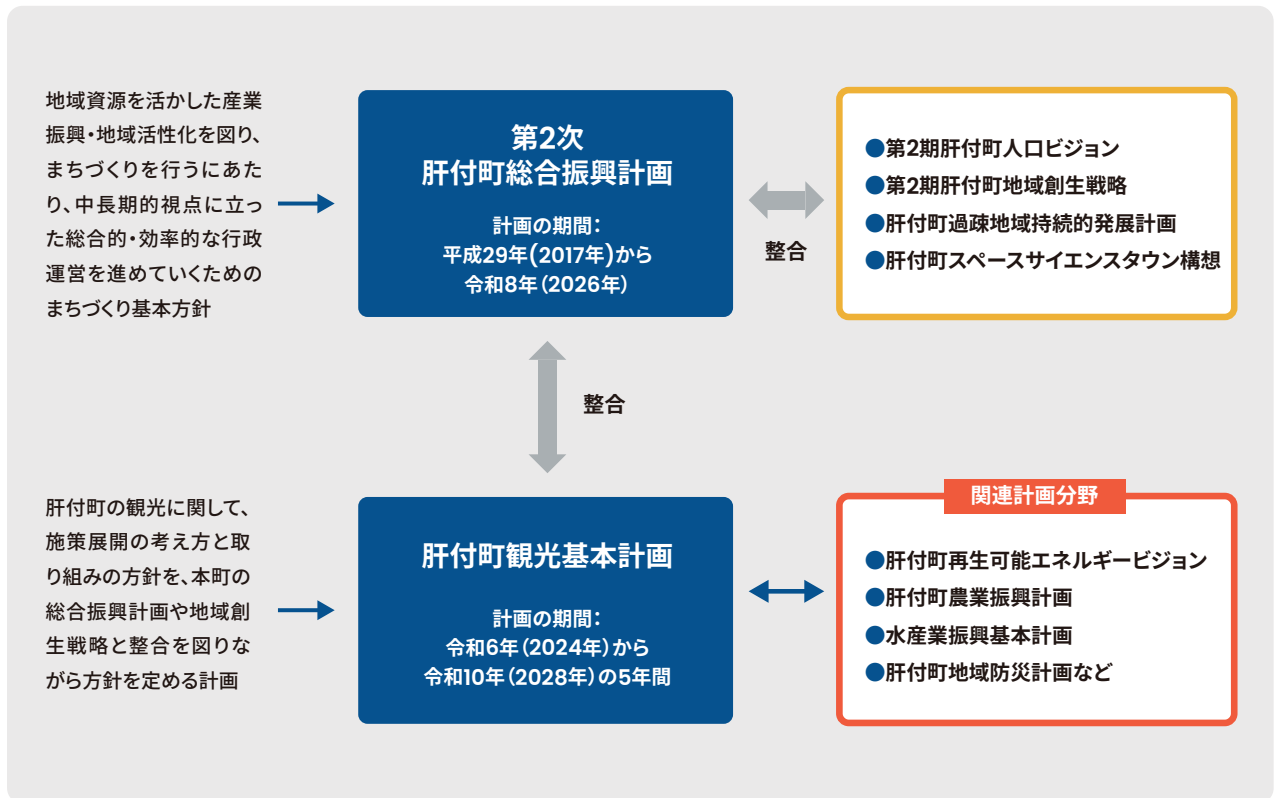 地域資源を活かした産業
振興・地域活性化を図り、
まちづくりを行うにあた
り、中長期的視点に立っ
た総合的・効率的な行政
運営を進めていくための
まちづくり基本方針
第2次
肝付町総合振興計画
計画の期間：
平成29年(2017年)から
令和8年（2026年）
整合
●第2期肝付町人口ビジョン
●第2期肝付町地域創生戦略
●肝付町過疎地域持続的発展計画
●肝付町スペースサイエンスタウン構想
整合
肝付町の観光に関して、
施策展開の考え方と取
り組みの方針を、本町の
総合振興計画や地域創
生戦略と整合を図りな
がら方針を定める計画
肝付町観光基本計画
計画の期間：
令和6年（2024年）から
令和10年（2028年）の5年間
関連計画分野
●肝付町再生可能エネルギービジョン
●肝付町農業振興計画
●水産業振興基本計画
●肝付町地域防災計画など